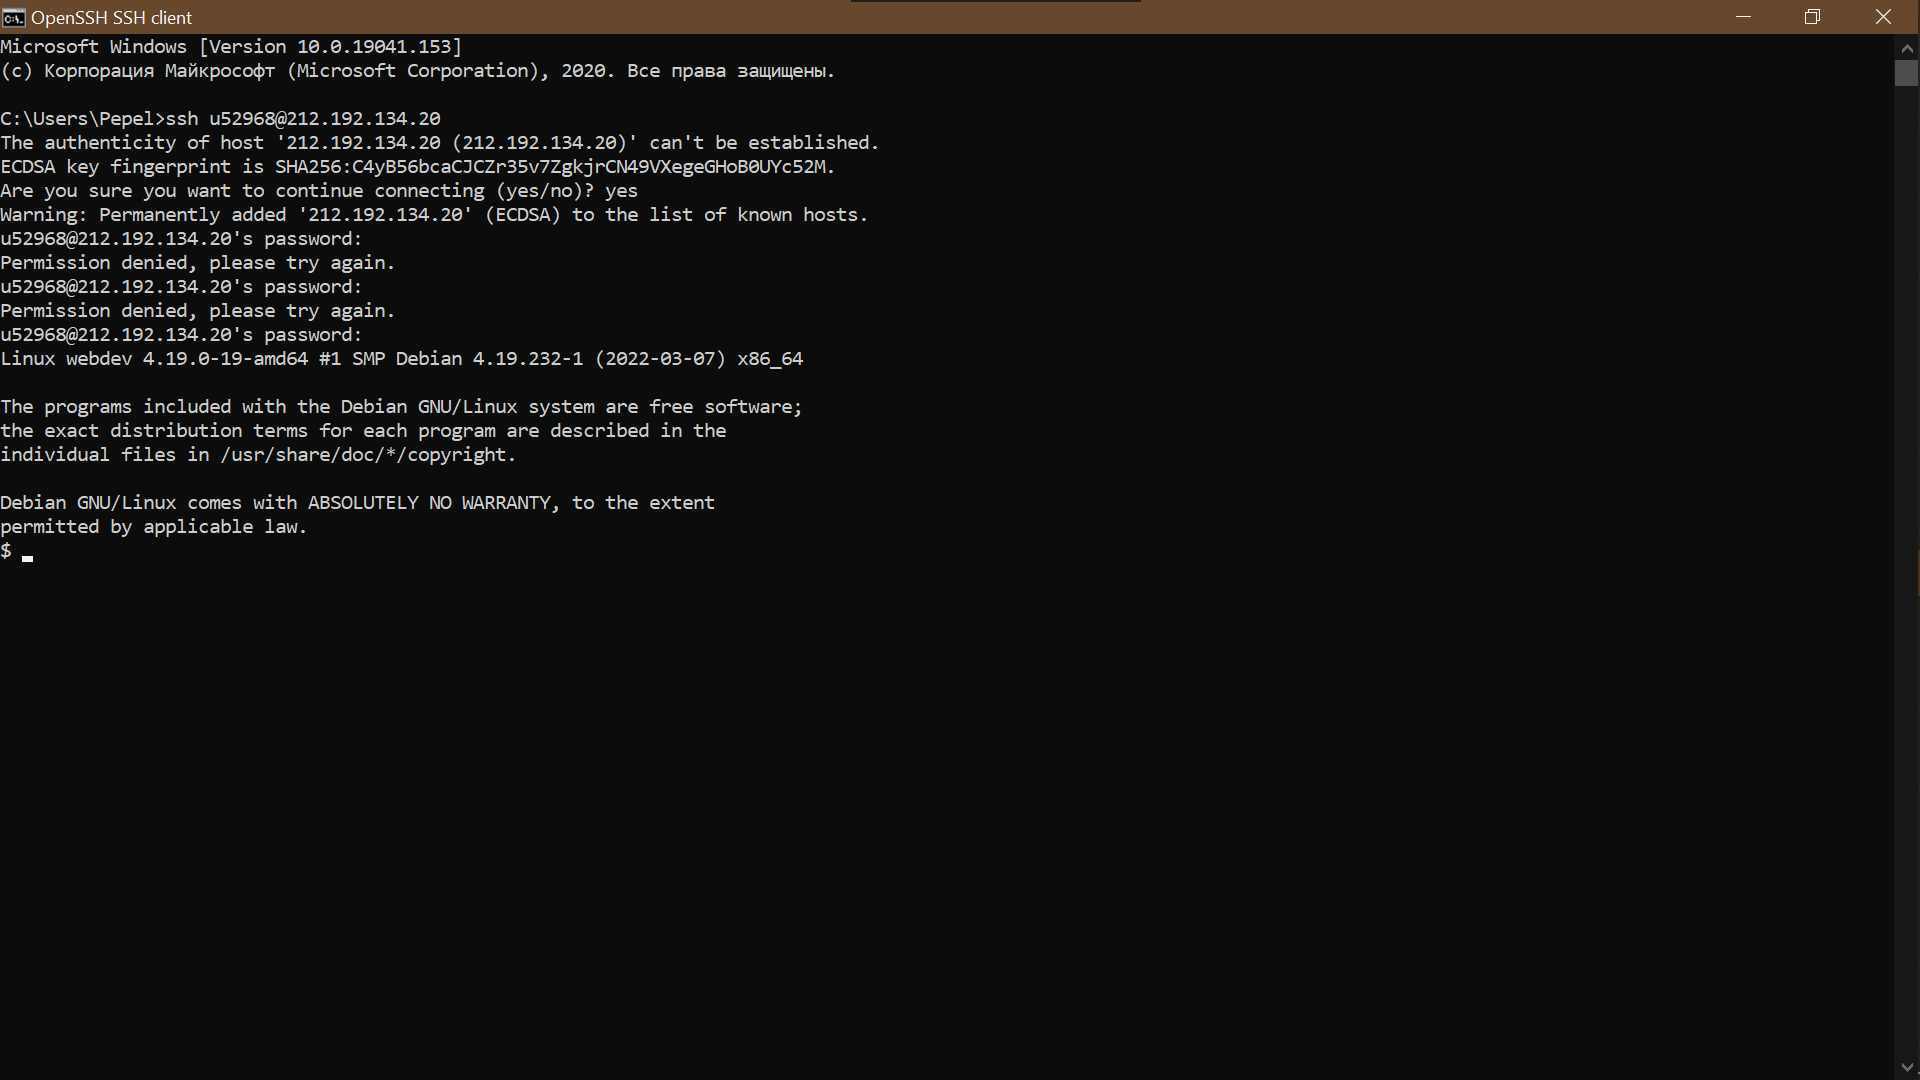 OpenSSH SSH client
Microsoft Windows [Version 10.0.19041.153]
(c) Корпорация Майкрософт (Microsoft Corporation), 2020. Все права защищены.
C:\Users\Pepel>ssh u52968@212.192.134.20
The authenticity of host '212.192.134.20 (212.192.134.20)' can't be established.
ECDSA key fingerprint is SHA256:C4yB56bcaCJCZr35v7ZgkjrCN49VXegeGHoB0UYc52M.
Are you sure you want to continue connecting (yes/no)? yes
Warning: Permanently added '212.192.134.20' (ECDSA) to the list of known hosts.
u52968@212.192.134.20's password:
Permission denied, please try again.
u52968@212.192.134.20's password:
Permission denied, please try again.
u52968@212.192.134.20's password:
Linux webdev 4.19.0-19-amd64 #1 SMP Debian 4.19.232-1 (2022-03-07) x86_64
The programs included with the Debian GNU/Linux system are free software;
the exact distribution terms for each program are described in the
individual files in /usr/share/doc/*/copyright.
Debian GNU/Linux comes with ABSOLUTELY NO WARRANTY, to the extent
permitted by applicable law.
$